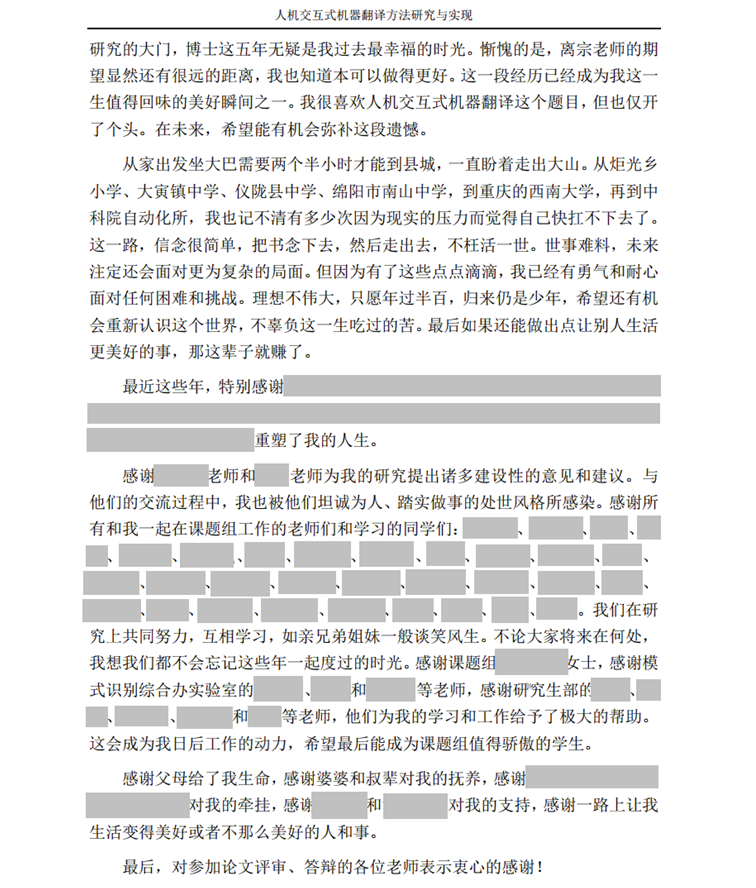 人机交互式机器翻译方法研究与实现
研究的大门，博士这五年无疑是我过去最幸福的时光。惭愧的是，离宗老师的期
望显然还有很远的距离，我也知道本可以做得更好。这一段经历已经成为我这一
生值得回味的美好瞬间之一。我很喜欢人机交互式机器翻译这个题目，但也仅开
了个头。在未来，希望能有机会弥补这段遗憾。
从家出发坐大巴需要两个半小时才能到县城，一直盼着走出大山。从炬光乡
小学、大寅镇中学、仪陇县中学、绵阳市南山中学，到重庆的西南大学，再到中
科院自动化所，我也记不清有多少次因为现实的压力而觉得自己快扛不下去了。
这一路，信念很简单，把书念下去，然后走出去，不枉活一世。世事难料，未来
注定还会面对更为复杂的局面。但因为有了这些点点滴滴，我已经有勇气和耐心
面对任何困难和挑战。理想不伟大，只愿年过半百，归来仍是少年，希望还有机
会重新认识这个世界，不辜负这一生吃过的苦。最后如果还能做出点让别人生活
更美好的事，那这辈子就赚了。
最近这些年，特别感谢
重塑了我的人生。
感谢 老师和 老师为我的研究提出诸多建设性的意见和建议。与
他们的交流过程中，我也被他们坦诚为人、踏实做事的处世风格所感染。感谢所
有和我一起在课题组工作的老师们和学习的同学们： 、 、 、
、 、 、 、 、 、 、 、 、 、
、 、 、 、 、 、 、 、 、
、 、 、 、 、 、 、 、 。我们在研
究上共同努力，互相学习，如亲兄弟姐妹一般谈笑风生。不论大家将来在何处，
我想我们都不会忘记这些年一起度过的时光。感谢课题组 女士，感谢模
式识别综合办实验室的 、 和 等老师，感谢研究生部的 、
、 、 和 等老师，他们为我的学习和工作给予了极大的帮助。
这会成为我日后工作的动力，希望最后能成为课题组值得骄傲的学生。
感谢父母给了我生命，感谢婆婆和叔辈对我的抚养，感谢
对我的牵挂，感谢 和 对我的支持，感谢一路上让我
生活变得美好或者不那么美好的人和事。
最后，对参加论文评审、答辩的各位老师表示衷心的感谢！